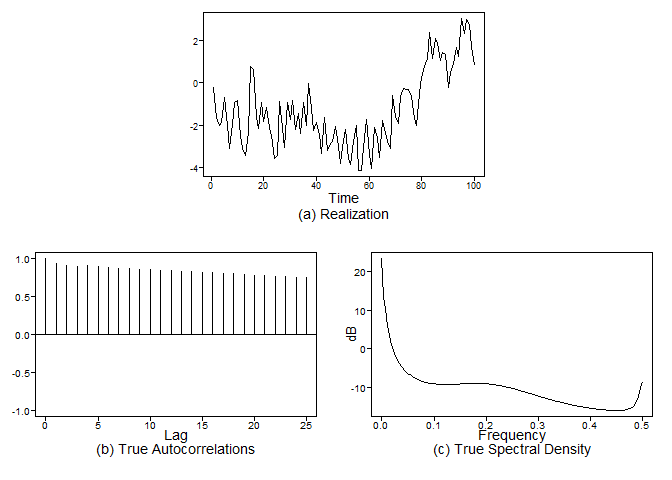 2
0
-2
-4
0 20 40 60 80 100
Time
(a) Realization
1.0
0.5
0.0
-0.5
-1.0
0 5 10 15 20 25
Lag
(b) True Autocorrelations
20
10
0
-10
dB
0.0 0.1 0.2 0.3 0.4 0.5
Frequency
(c) True Spectral Density